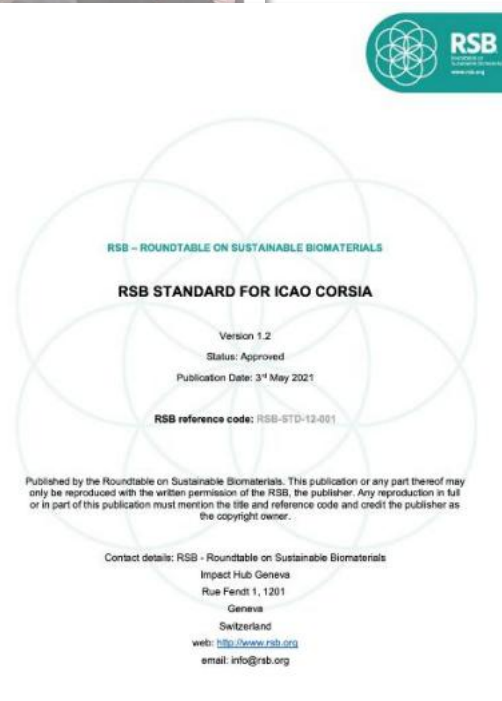 RSB
www.rsb.org
RSB – ROUNDTABLE ON SUSTAINABLE BIOMATERIALS
RSB STANDARD FOR ICAO CORSIA
Version 1.2
Status: Approved
Publication Date: 3rd May 2021
RSB reference code: RSB-STD-12-001
Published by the Roundtable on Sustainable Biomaterials. This publication or any part thereof may
only be reproduced with the written permission of the RSB, the publisher. Any reproduction in full
or in part of this publication must mention the title and reference code and credit the publisher as
the copyright owner.
Contact details: RSB - Roundtable on Sustainable Biomaterials
Impact Hub Geneva
Rue Fendt 1, 1201
Geneva
Switzerland
web: http://www.rsb.org
email: info@rsb.org